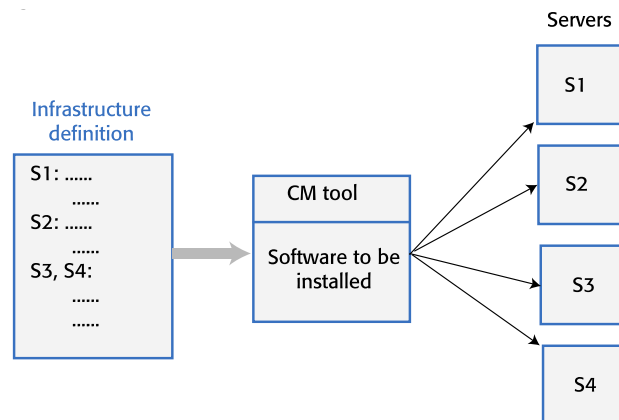 Servers
S1
Infrastructure
definition
S1: ......
......
S2: ......
......
S3, S4:
......
......
CM tool
Software to be
installed
S2
S3
S4